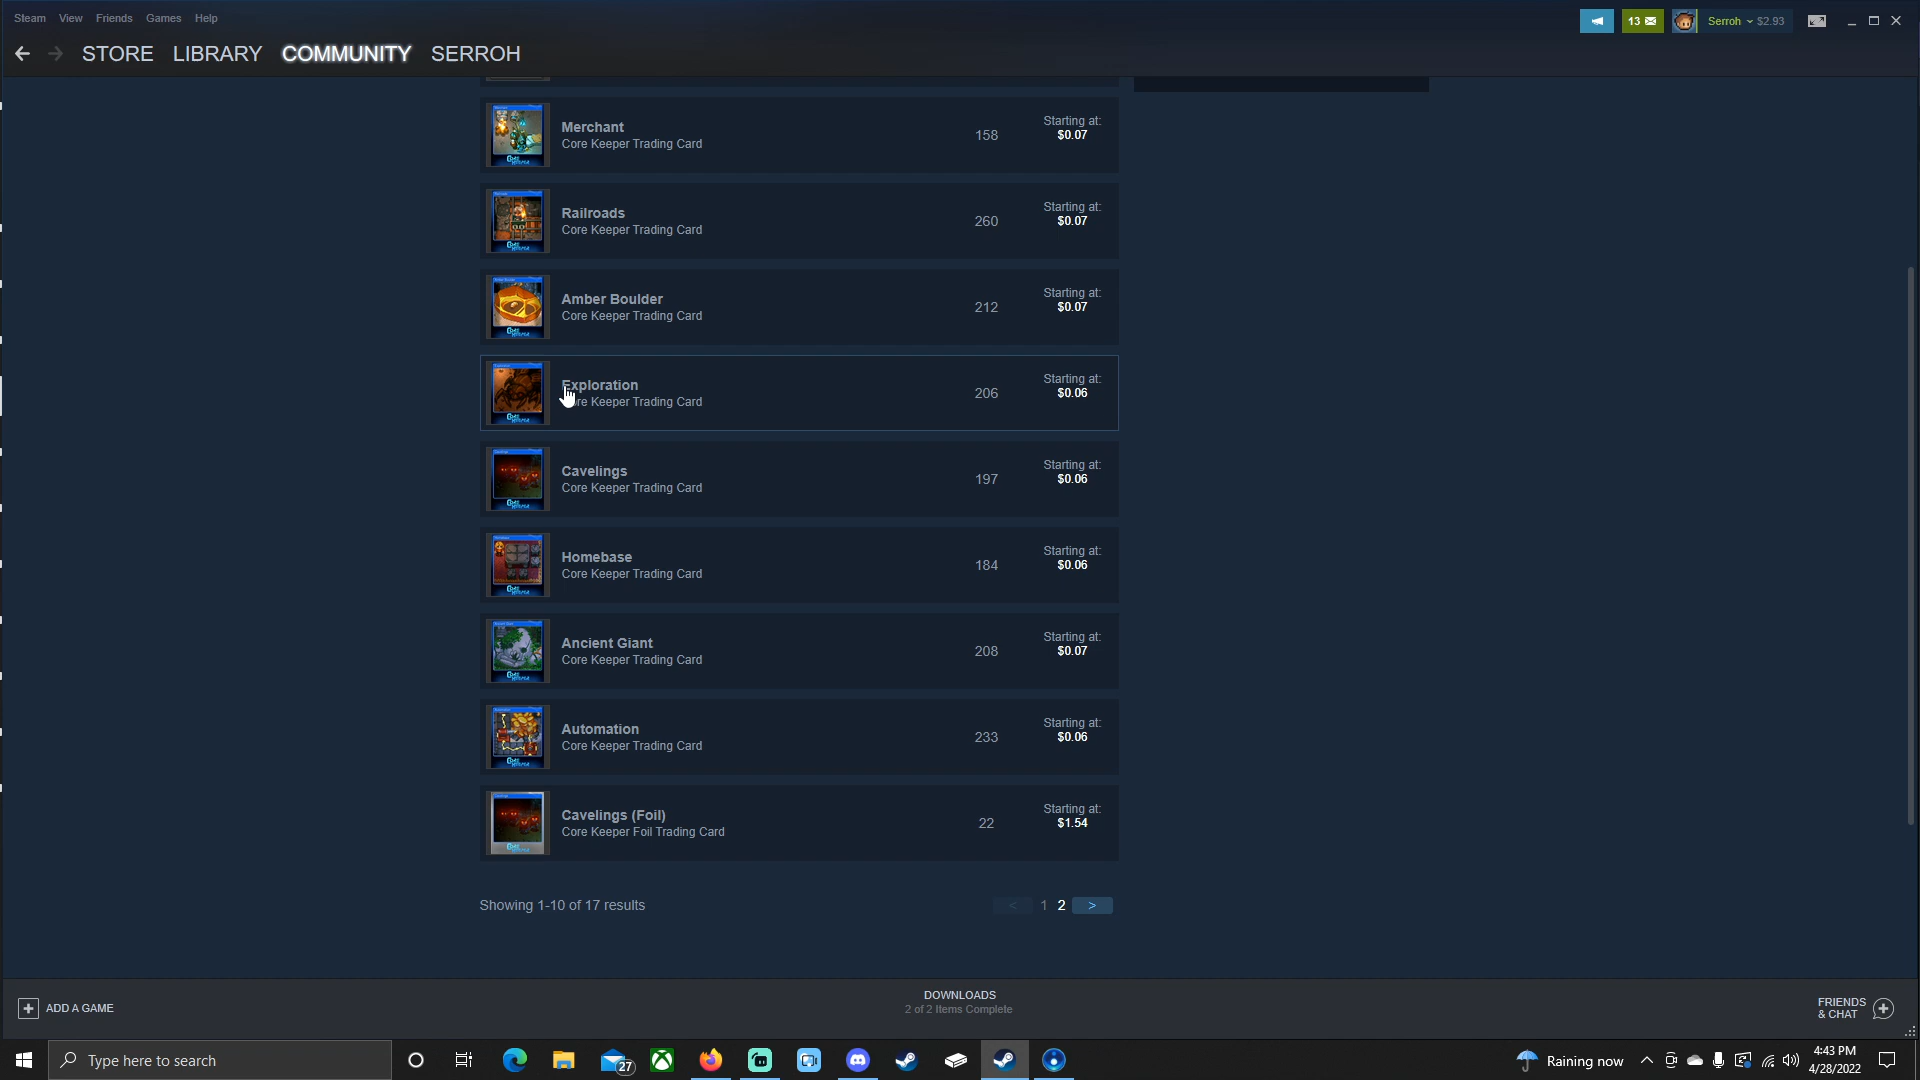 Steam View Friends Games Help
13
Serroh $2.93
STORE LIBRARY COMMUNITY SERROH
Merchant
Core Keeper Trading Card
158
Starting at:
$0.07
Railroads
Core Keeper Trading Card
260
Starting at:
$0.07
Amber Boulder
Core Keeper Trading Card
212
Starting at:
$0.07
Exploration
re Keeper Trading Card
206
Starting at:
$0.06
Cavelings
Core Keeper Trading Card
197
Starting at:
$0.06
Homebase
Core Keeper Trading Card
184
Starting at:
$0.06
Ancient Giant
Core Keeper Trading Card
208
Starting at:
$0.07
Automation
Core Keeper Trading Card
233
Starting at:
$0.06
Cavelings (Foil)
Core Keeper Foil Trading Card
22
Starting at:
$1.54
Showing 1-10 of 17 results
< 1 2 >
ADD A GAME
DOWNLOADS
2 of 2 Items Complete
FRIENDS
& CHAT
Type here to search
27
Raining now
4:43 PM
4/28/2022